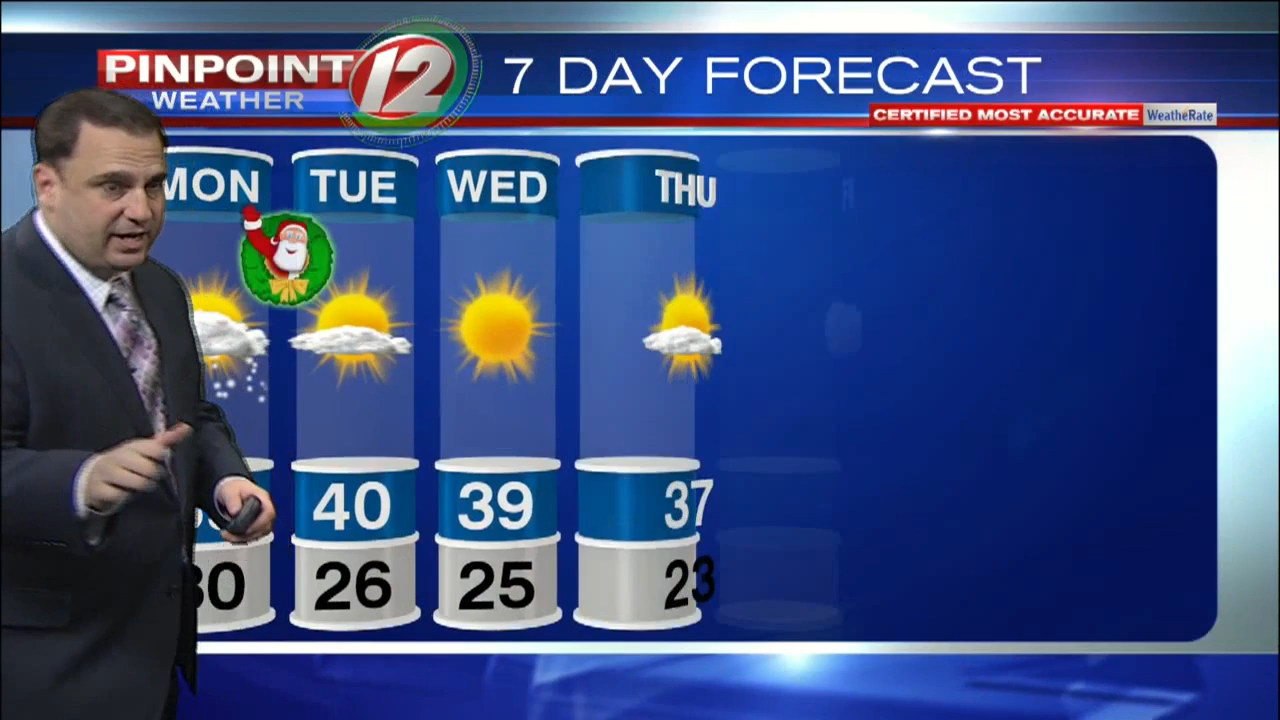 PINPOINT 12
WEATHER
7 DAY FORECAST
CERTIFIED MOST ACCURATE WeatheRate
MON TUE WED THU
40 39 37
30 26 25 23